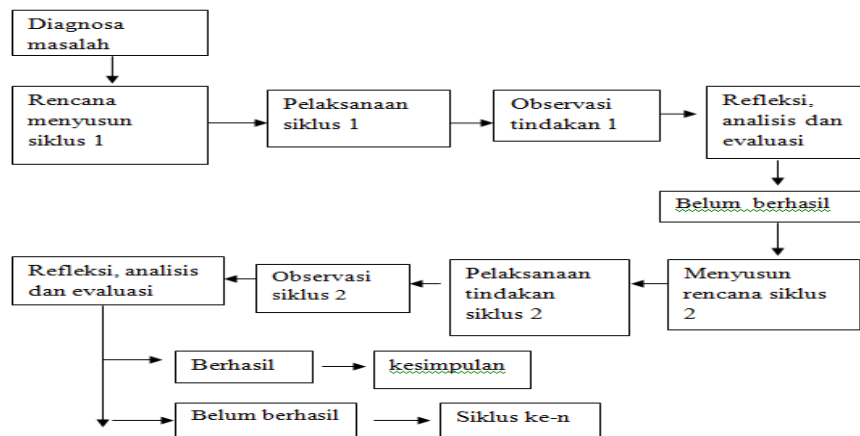 Diagnosa
masalah
Rencana
menyusun
siklus 1
Pelaksanaan
siklus 1
Observasi
tindakan 1
Refleksi,
analisis dan
evaluasi
Belum berhasil
Menyusun
rencana siklus
2
Pelaksanaan
tindakan
siklus 2
Observasi
siklus 2
Refleksi, analisis
dan evaluasi
Berhasil
kesimpulan
Belum berhasil
Siklus ke-n